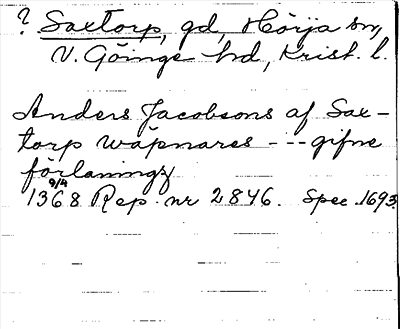 ? Saxtorp, gd, Hörja sn,
V. Göinge hd, Krist. l.
Anders Jacobsons af Sax-
torp wäpnares - -- gifne
förlaningz
9/4
1368 Rep. nr 2846. Spec. 1693.